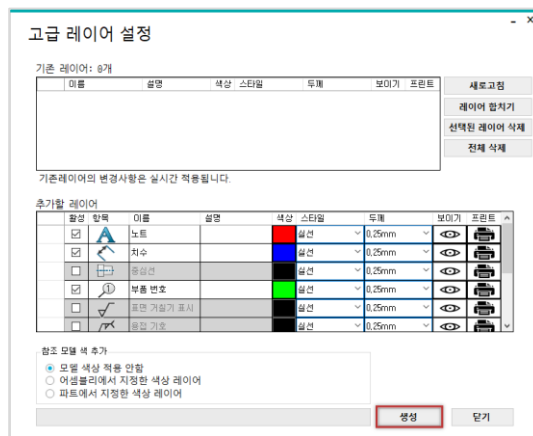 고급 레이어 설정
기존 레이어: 0개
이름 설명 색상 스타일 두께 보이기 프린트
새로고침
레이어 합치기
선택된 레이어 삭제
전체 삭제
기존레이어의 변경사항은 실시간 적용됩니다.
추가할 레이어
활성 항목 이름 설명 색상 스타일 두께 보이기 프린트
노트 실선 0,25mm
치수 실선 0,25mm
중심선 실선 0,25mm
부품 번호 실선 0,25mm
표면 거칠기 표시 실선 0,25mm
용접 기호 실선 0,25mm
참조 모델 색 추가
모델 색상 적용 안함
어셈블리에서 지정한 색상 레이어
파트에서 지정한 색상 레이어
생성 닫기